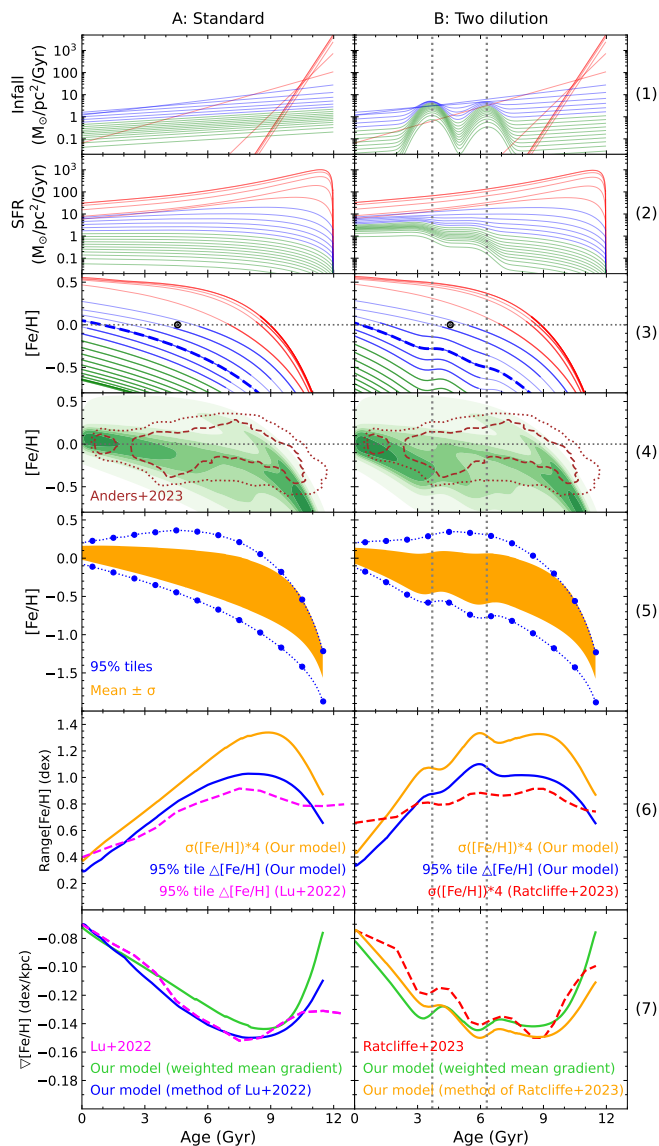 A: Standard
B: Two dilution
Infall
(M⊙/pc²/Gyr)
10³
10²
10
1
0.1
(1)
SFR
(M⊙/pc²/Gyr)
10³
10²
10
1
0.1
(2)
[Fe/H]
0.5
0.0
−0.5
(3)
[Fe/H]
0.5
0.0
−0.5
Anders+2023
(4)
[Fe/H]
0.5
0.0
−0.5
−1.0
−1.5
95% tiles
Mean ± σ
(5)
Range[Fe/H] (dex)
1.4
1.2
1.0
0.8
0.6
0.4
0.2
σ([Fe/H])*4 (Our model)
95% tile △[Fe/H] (Our model)
95% tile △[Fe/H] (Lu+2022)
σ([Fe/H])*4 (Our model)
95% tile △[Fe/H] (Our model)
σ([Fe/H])*4 (Ratcliffe+2023)
(6)
▽[Fe/H] (dex/kpc)
−0.08
−0.10
−0.12
−0.14
−0.16
−0.18
Lu+2022
Our model (weighted mean gradient)
Our model (method of Lu+2022)
Ratcliffe+2023
Our model (weighted mean gradient)
Our model (method of Ratcliffe+2023)
(7)
0 3 6 9 12
0 3 6 9 12 13
Age (Gyr)
Age (Gyr)